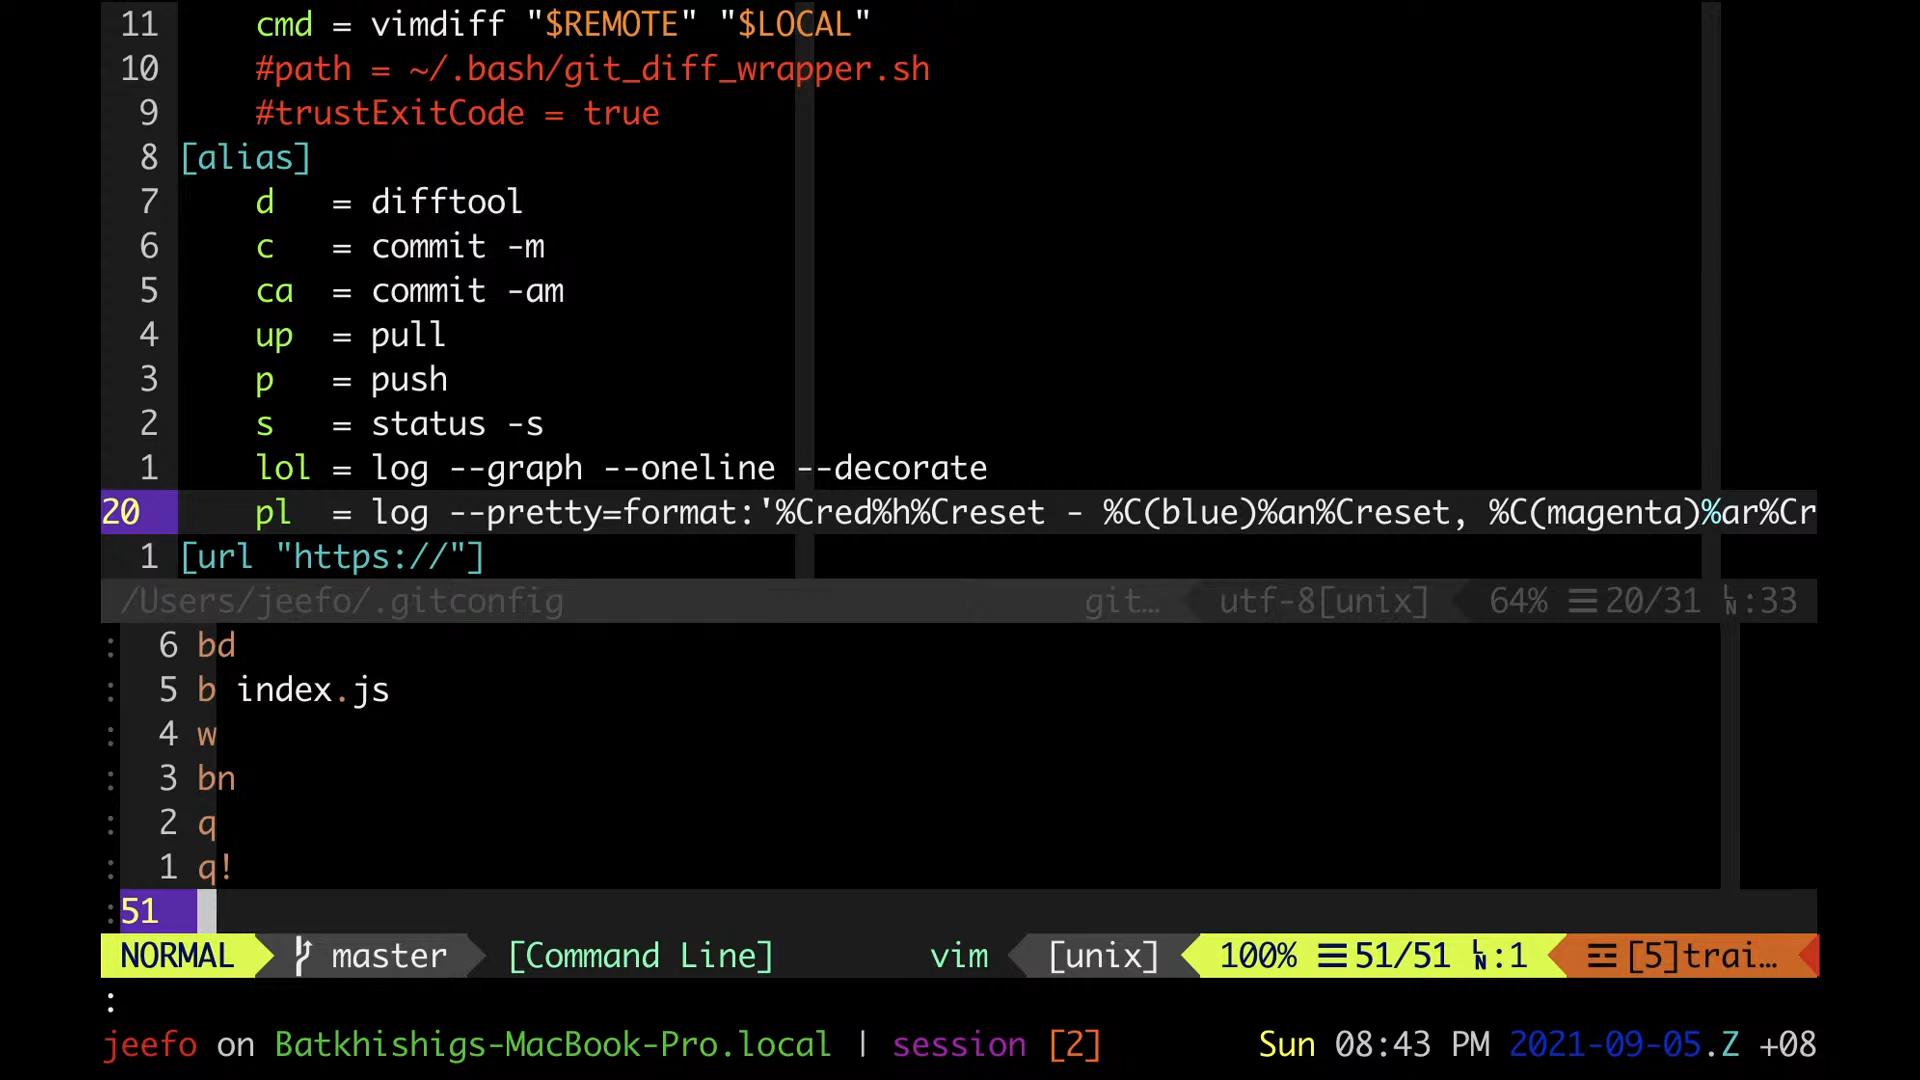 11 cmd = vimdiff "$REMOTE" "$LOCAL"
10 #path = ~/.bash/git_diff_wrapper.sh
9 #trustExitCode = true
8 [alias]
7 d = difftool
6 c = commit -m
5 ca = commit -am
4 up = pull
3 p = push
2 s = status -s
1 lol = log --graph --oneline --decorate
20 pl = log --pretty=format:'%Cred%h%Creset - %C(blue)%an%Creset, %C(magenta)%ar%Cr
1 [url "https://"]
/Users/jeefo/.gitconfig git… utf-8[unix] 64% ☰20/31 ㏑:33
: 6 bd
: 5 b index.js
: 4 w
: 3 bn
: 2 q
: 1 q!
:51
NORMAL master [Command Line] vim [unix] 100% ☰51/51 ㏑:1 ☲ [5]trai…
:
jeefo on Batkhishigs-MacBook-Pro.local | session [2] Sun 08:43 PM 2021-09-05.Z +08